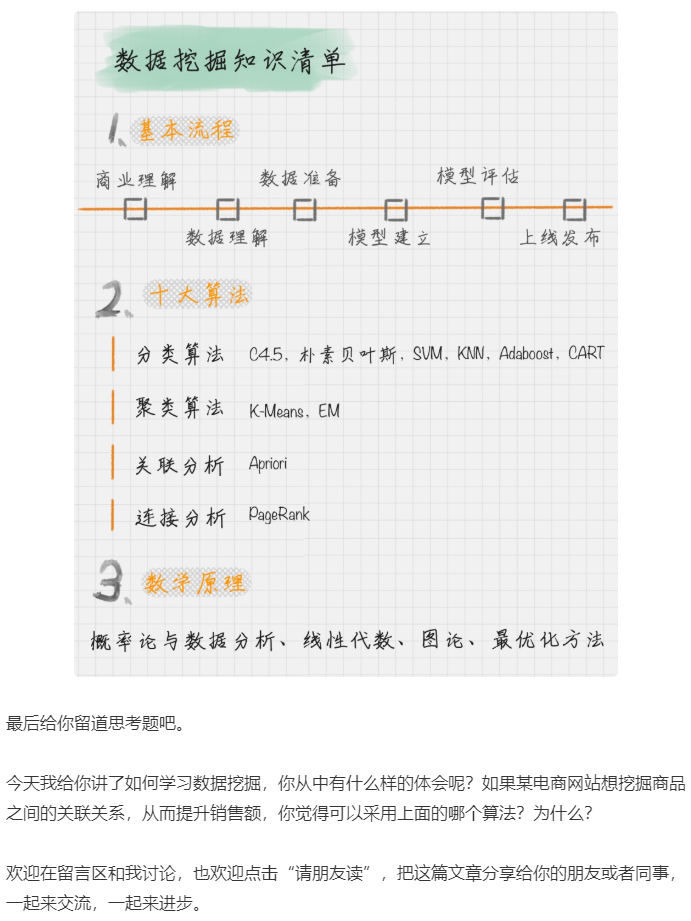 数据挖掘知识清单
1、基本流程
商业理解 数据准备 模型评估
数据理解 模型建立 上线发布
2、十大算法
分类算法 C4.5, 朴素贝叶斯, SVM, KNN, Adaboost, CART
聚类算法 K-Means, EM
关联分析 Apriori
连接分析 PageRank
3、数学原理
概率论与数据分析、线性代数、图论、最优化方法
最后给你留道思考题吧。
今天我给你讲了如何学习数据挖掘，你从中有什么样的体会呢？如果某电商网站想挖掘商品
之间的关联关系，从而提升销售额，你觉得可以采用上面的哪个算法？为什么？
欢迎在留言区和我讨论，也欢迎点击“请朋友读”，把这篇文章分享给你的朋友或者同事，
一起来交流，一起来进步。